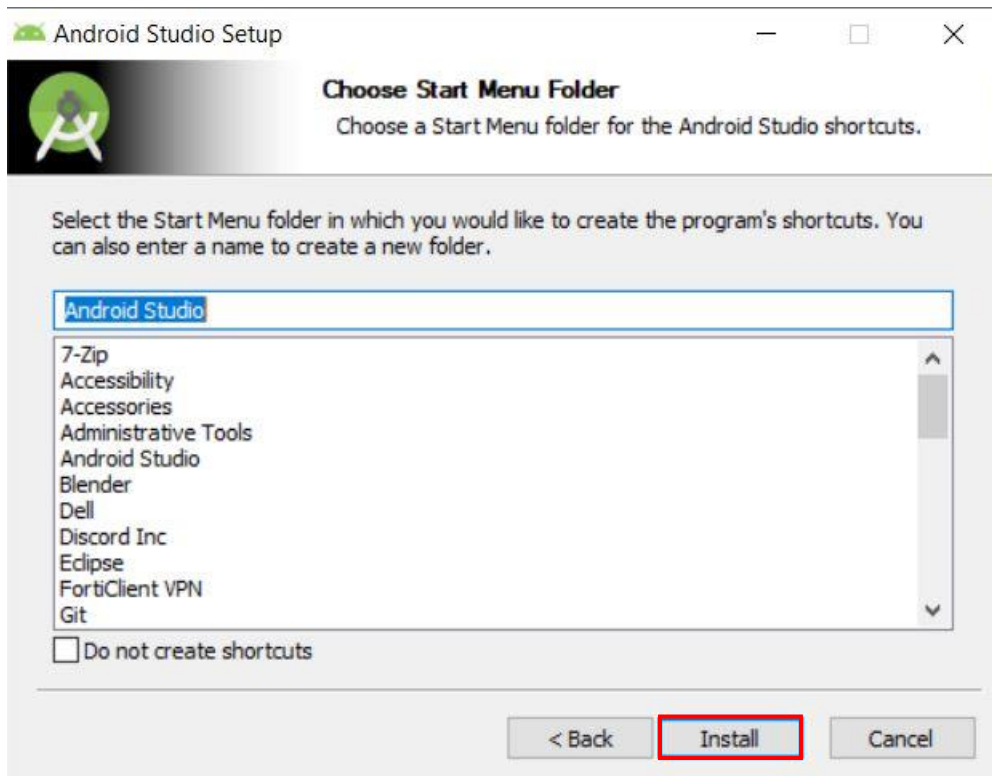 Android Studio Setup
Choose Start Menu Folder
Choose a Start Menu folder for the Android Studio shortcuts.
Select the Start Menu folder in which you would like to create the program's shortcuts. You
can also enter a name to create a new folder.
Android Studio
7-Zip
Accessibility
Accessories
Administrative Tools
Android Studio
Blender
Dell
Discord Inc
Eclipse
FortiClient VPN
Git
Do not create shortcuts
< Back Install Cancel